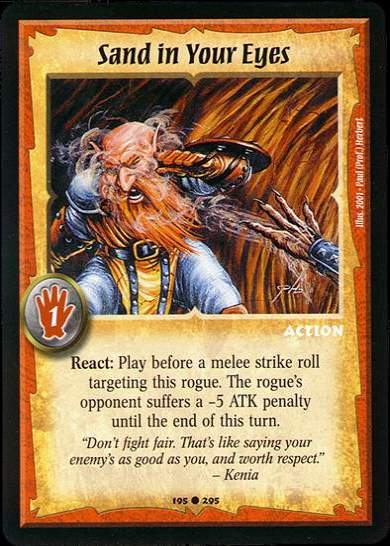 Sand in Your Eyes
Illus. 2001 • Paul (Prof.) Herbert
PH
ACTION
1
React: Play before a melee strike roll
targeting this rogue. The rogue's
opponent suffers a –5 ATK penalty
until the end of this turn.
"Don't fight fair. That's like saying your
enemy's as good as you, and worth respect."
– Kenia
195 ● 295